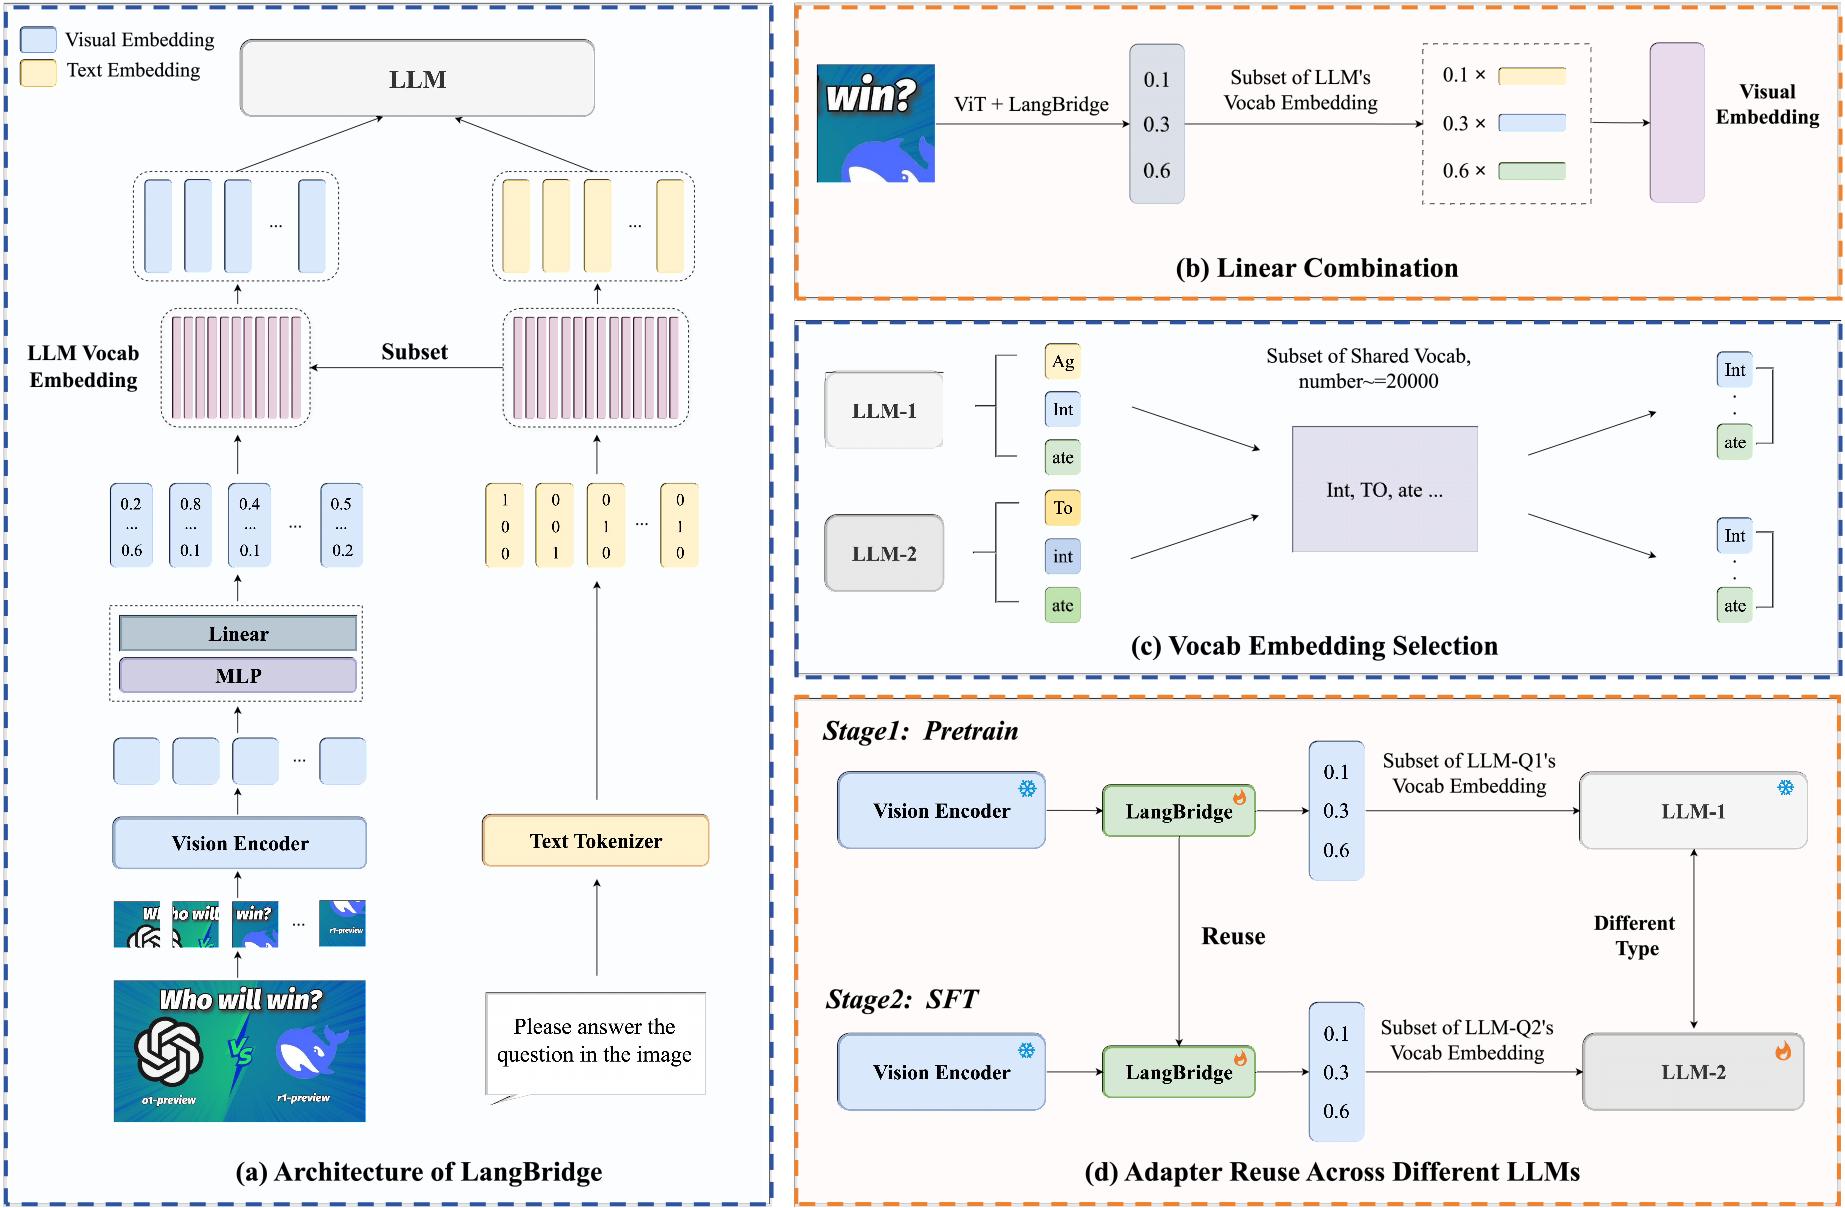 Visual Embedding
Text Embedding
LLM
...
...
LLM Vocab
Embedding
Subset
0.2
...
0.6
0.8
...
0.1
0.4
...
0.1
...
0.5
...
0.2
1
0
0
0
0
1
0
1
0
...
0
1
0
Linear
MLP
...
Vision Encoder
Text Tokenizer
Who will
win?
...
r1-preview
VS
Who will win?
VS
o1-preview
r1-preview
Please answer the
question in the image
(a) Architecture of LangBridge
win?
ViT + LangBridge
0.1
0.3
0.6
Subset of LLM's
Vocab Embedding
0.1 ×
0.3 ×
0.6 ×
Visual
Embedding
(b) Linear Combination
LLM-1
Ag
Int
ate
LLM-2
To
int
ate
Subset of Shared Vocab,
number~=20000
Int, TO, ate ...
Int
.
.
ate
Int
.
.
ate
(c) Vocab Embedding Selection
Stage1: Pretrain
Vision Encoder
LangBridge
0.1
0.3
0.6
Subset of LLM-Q1's
Vocab Embedding
LLM-1
Reuse
Different
Type
Stage2: SFT
Vision Encoder
LangBridge
0.1
0.3
0.6
Subset of LLM-Q2's
Vocab Embedding
LLM-2
(d) Adapter Reuse Across Different LLMs